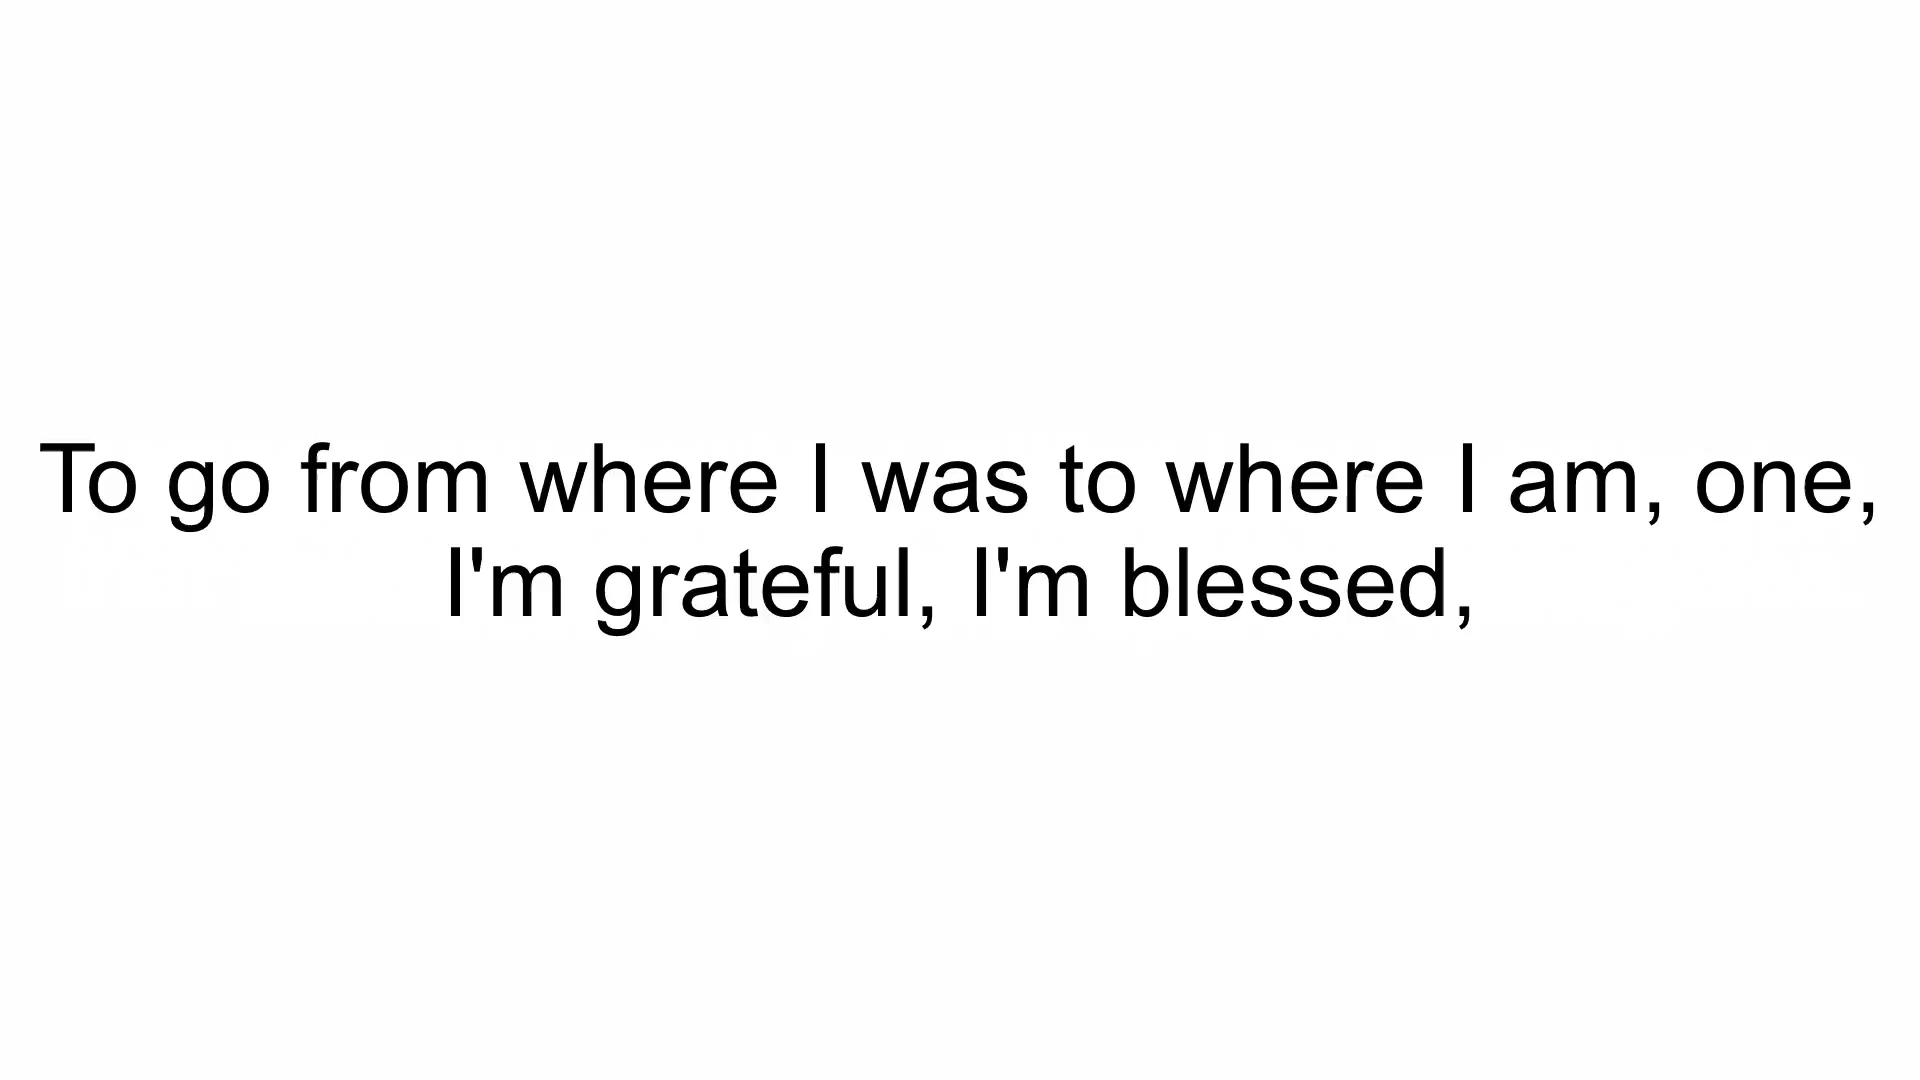 To go from where I was to where I am, one,
I'm grateful, I'm blessed,